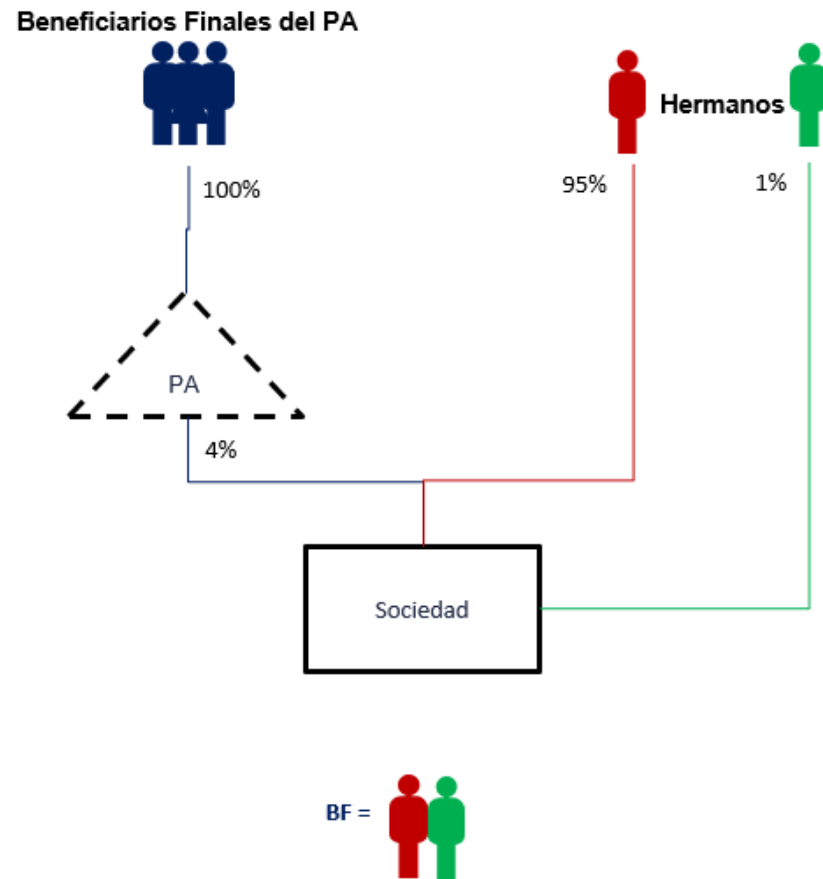 Beneficiarios Finales del PA
Hermanos
100%
95%
1%
PA
4%
Sociedad
BF =